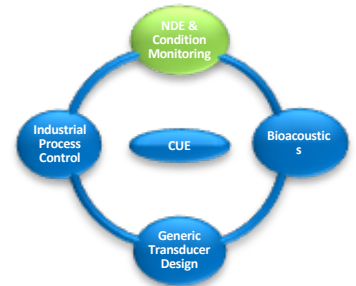 NDE &
Condition
Monitoring
Industrial
Process
Control
CUE
Bioacoustic
s
Generic
Transducer
Design